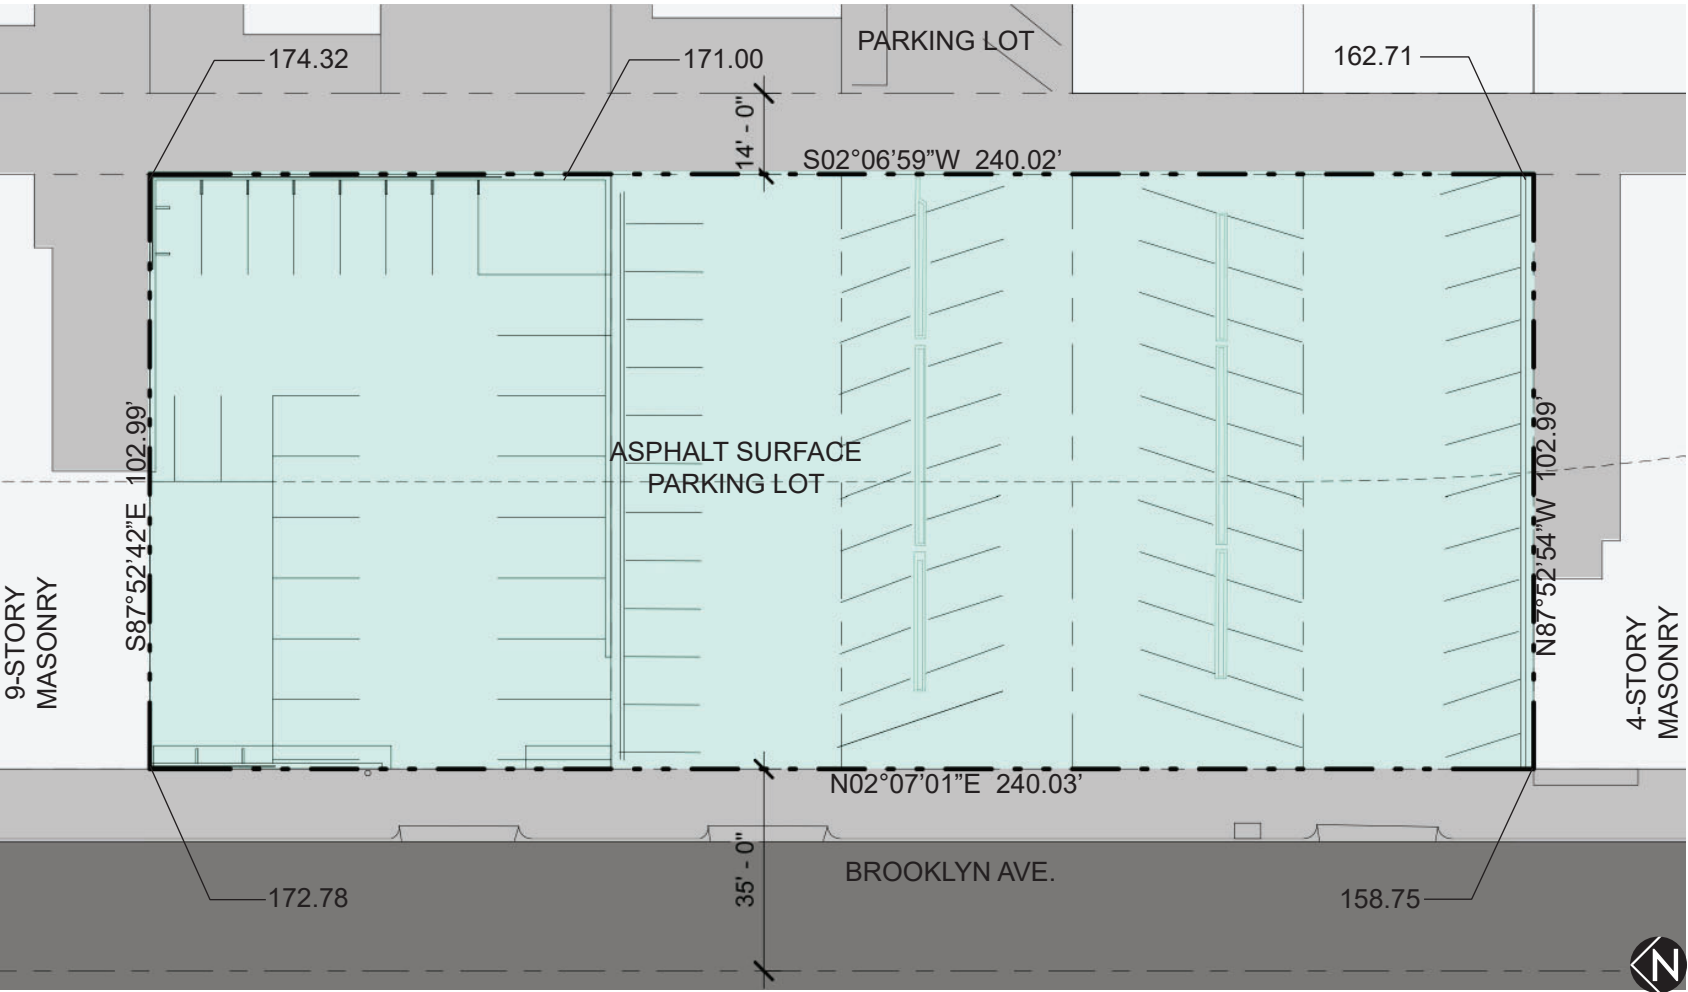 PARKING LOT
174.32
171.00
162.71
14' - 0"
S02°06'59”W 240.02’
S87°52'42”E 102.99’
N87°52'54”W 102.99’
ASPHALT SURFACE
PARKING LOT
9-STORY
MASONRY
4-STORY
MASONRY
N02°07'01”E 240.03’
35' - 0"
BROOKLYN AVE.
172.78
158.75
N